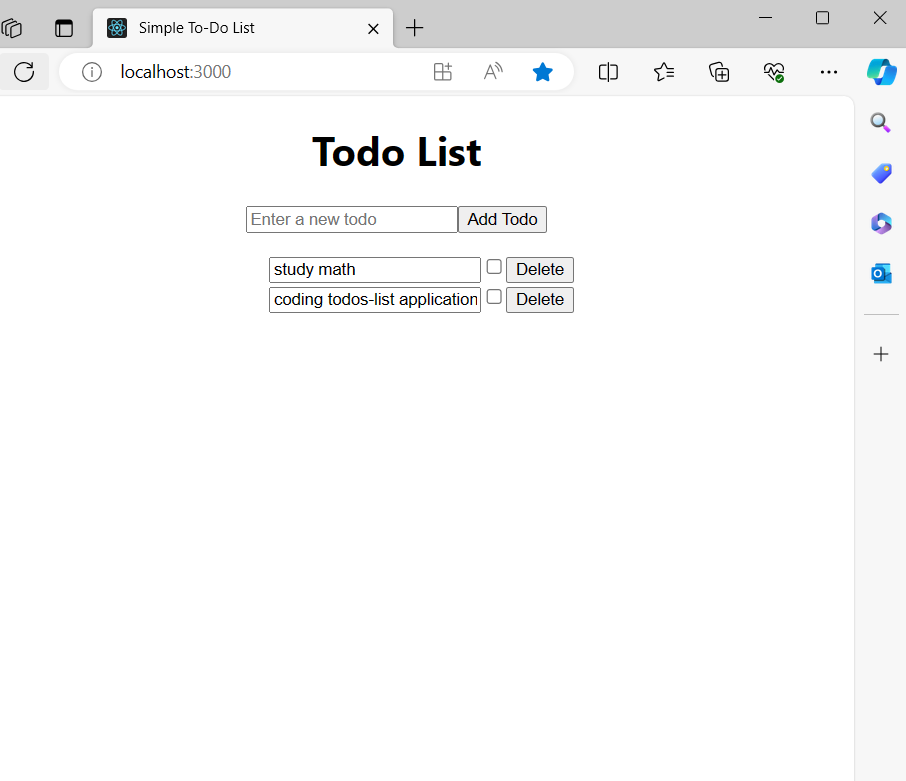 Simple To-Do List
localhost:3000
Todo List
Enter a new todo Add Todo
study math Delete
coding todos-list application Delete